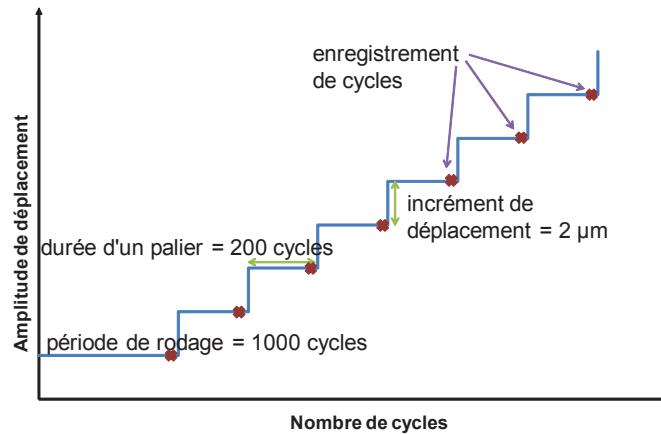 enregistrement
de cycles
Amplitude de déplacement
incrément de
déplacement = 2 µm
durée d'un palier = 200 cycles
période de rodage = 1000 cycles
Nombre de cycles